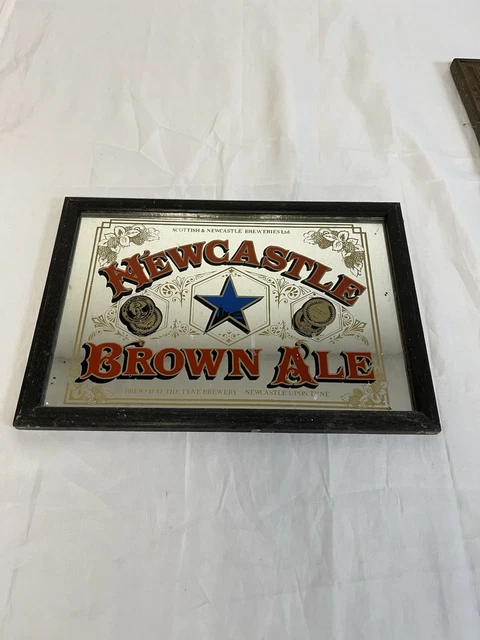 SCOTTISH & NEWCASTLE BREWERIES Ltd.
NEWCASTLE
BROWN ALE
BREWED AT THE TYNE BREWERY NEWCASTLE UPON TYNE